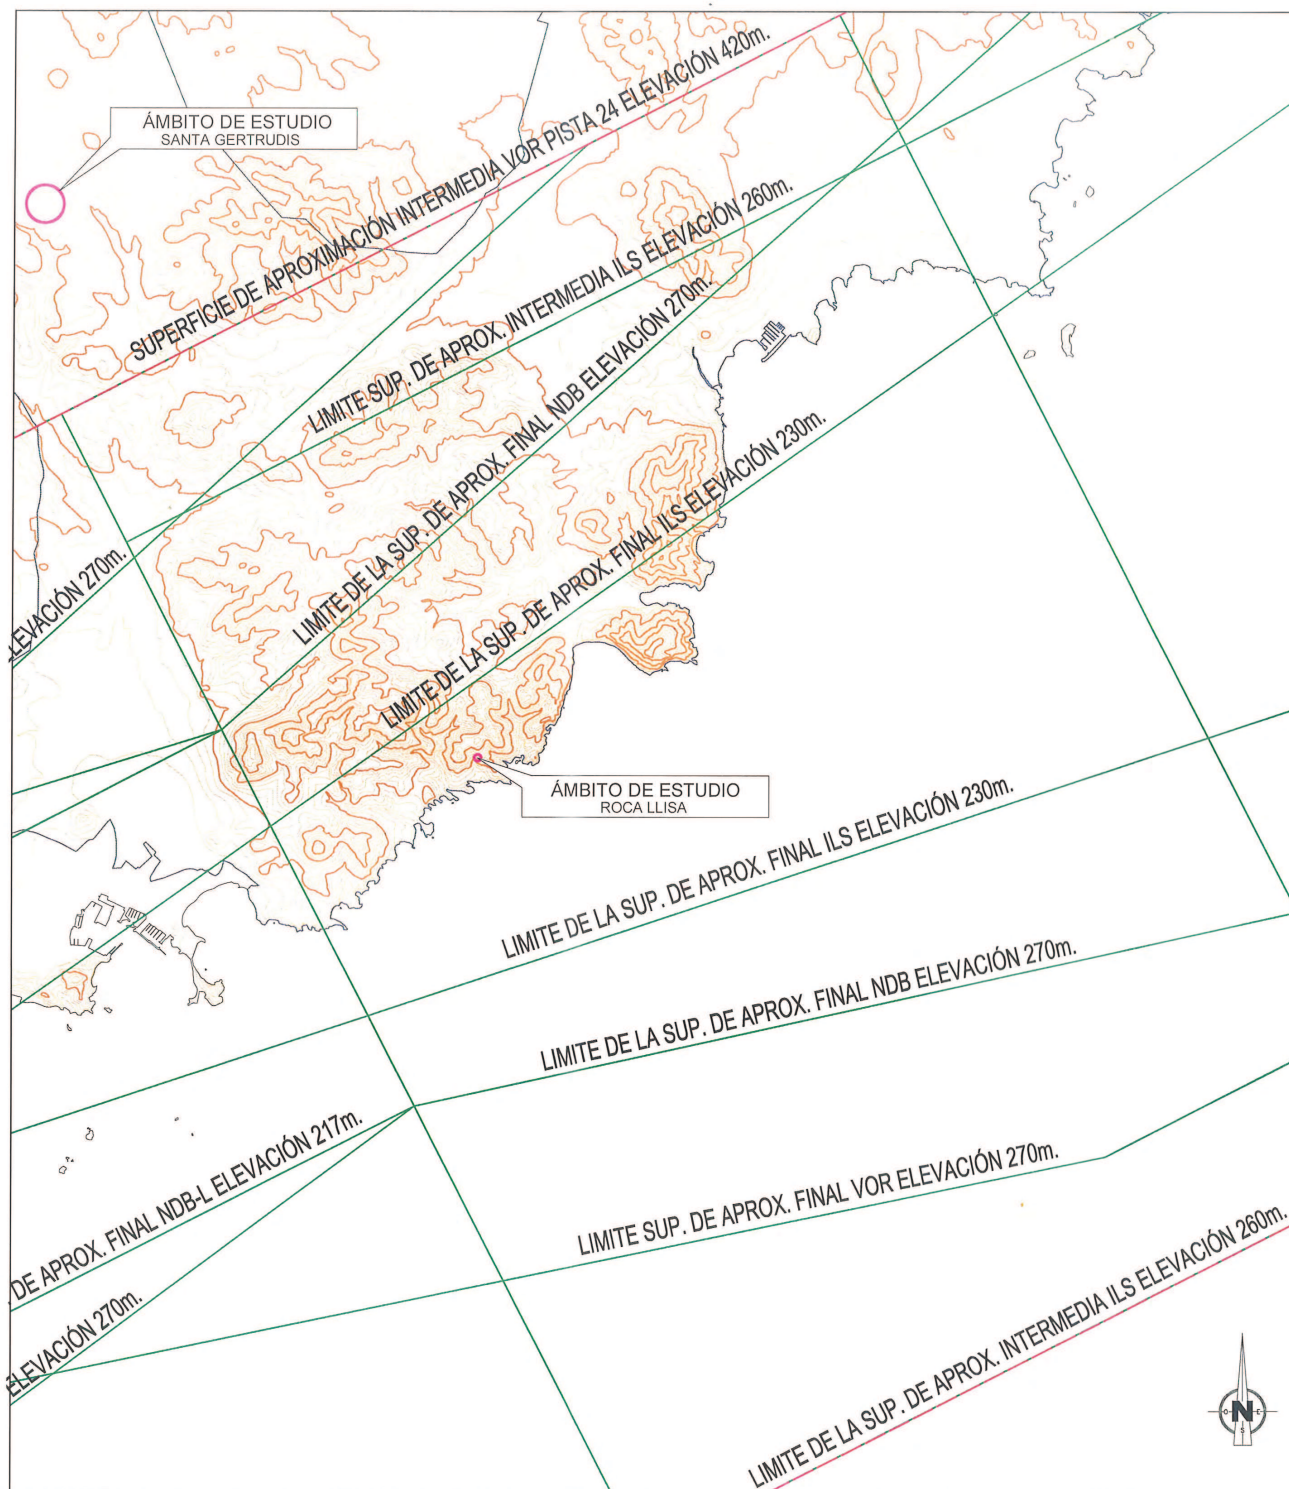 ÁMBITO DE ESTUDIO
SANTA GERTRUDIS
SUPERFICIE DE APROXIMACIÓN INTERMEDIA VOR PISTA 24 ELEVACIÓN 420m.
LIMITE SUP. DE APROX. INTERMEDIA ILS ELEVACIÓN 260m.
LIMITE DE LA SUP. DE APROX. FINAL NDB ELEVACIÓN 270m.
LIMITE DE LA SUP. DE APROX. FINAL ILS ELEVACIÓN 230m.
ELEVACIÓN 270m.
ÁMBITO DE ESTUDIO
ROCA LLISA
LIMITE DE LA SUP. DE APROX. FINAL ILS ELEVACIÓN 230m.
LIMITE DE LA SUP. DE APROX. FINAL NDB ELEVACIÓN 270m.
DE APROX. FINAL NDB-L ELEVACIÓN 217m.
LIMITE SUP. DE APROX. FINAL VOR ELEVACIÓN 270m.
ELEVACIÓN 270m.
LIMITE DE LA SUP. DE APROX. INTERMEDIA ILS ELEVACIÓN 260m.
O N E
S